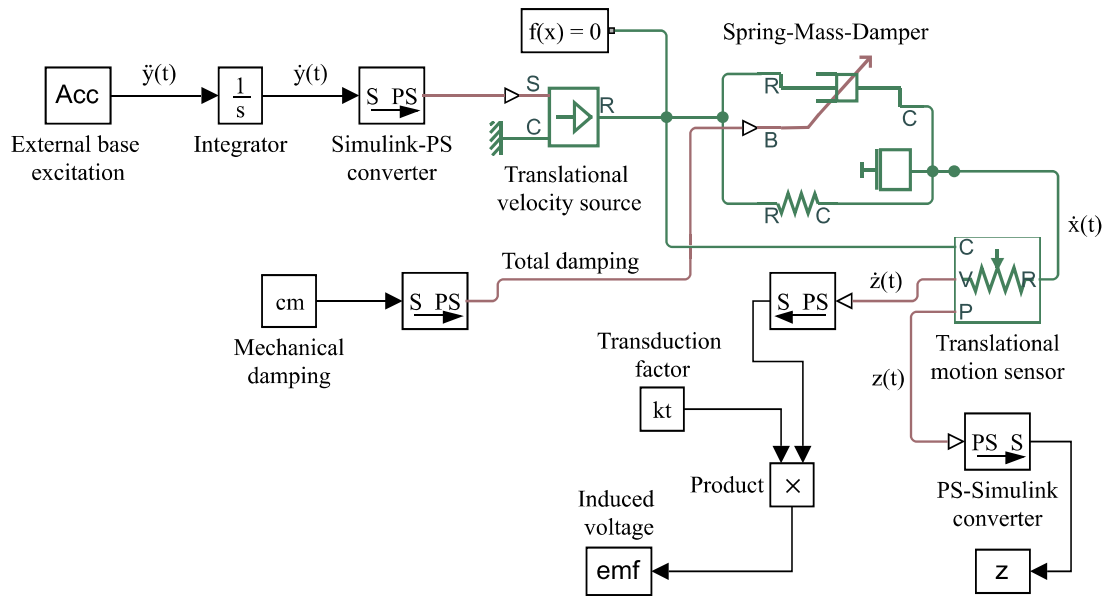 f(x) = 0
Spring-Mass-Damper
ÿ(t)
ẏ(t)
Acc
1
s
S PS
S
R
C
R
C
B
External base
excitation
Integrator
Simulink-PS
converter
Translational
velocity source
R
C
ẋ(t)
Total damping
cm
S PS
Mechanical
damping
S PS
ż(t)
C
V
R
P
Translational
motion sensor
Transduction
factor
kt
z(t)
PS S
PS-Simulink
converter
Product
×
Induced
voltage
emf
z